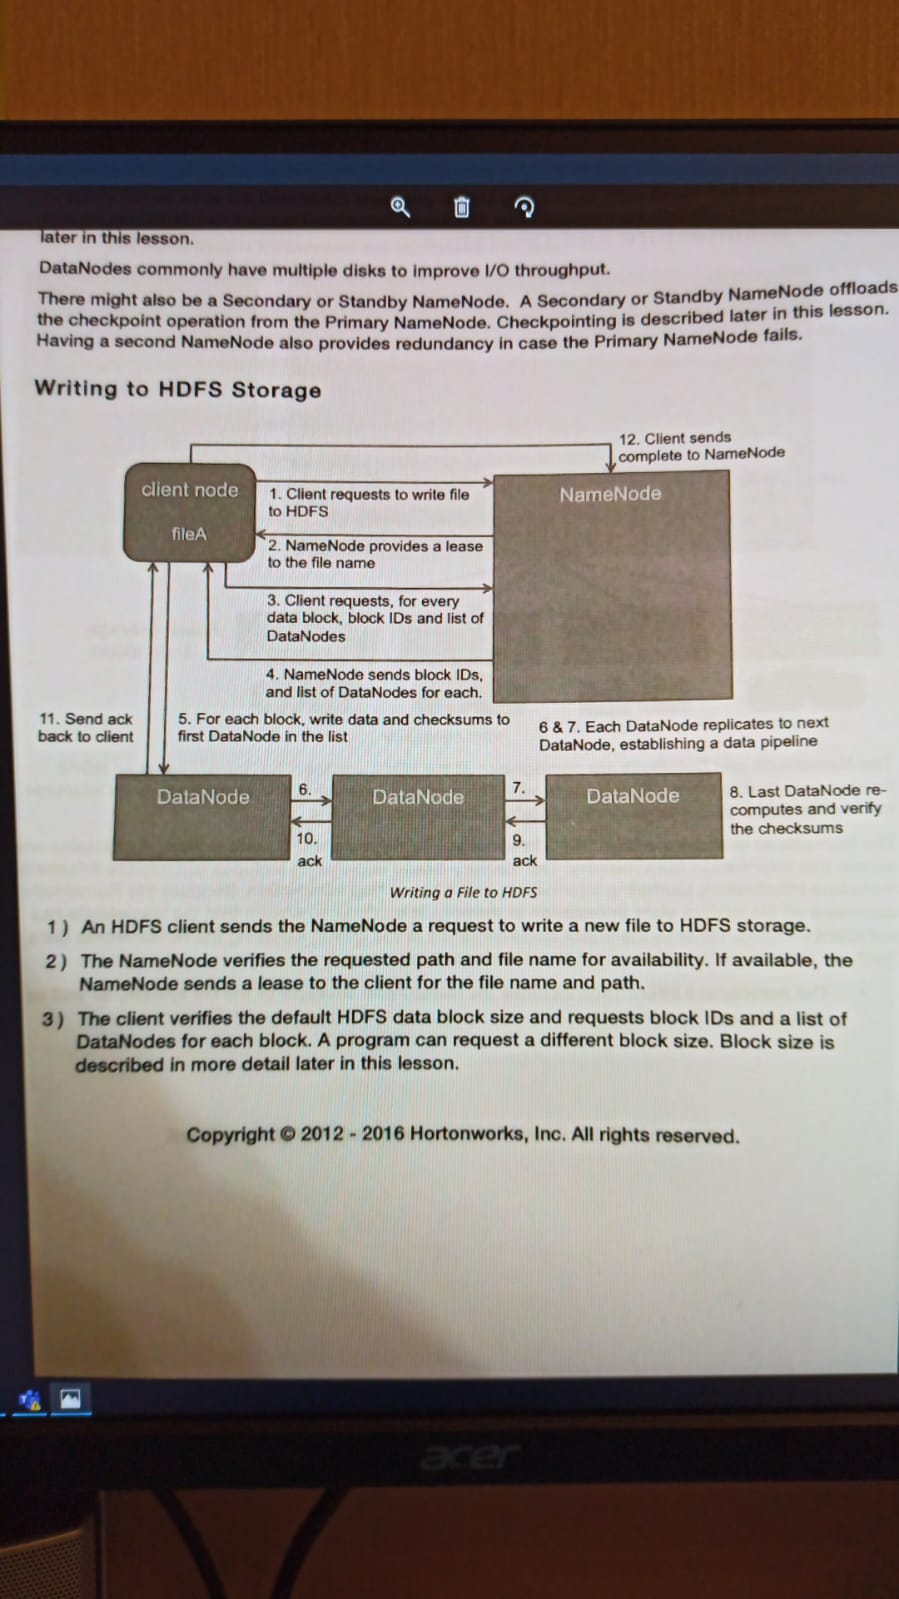 later in this lesson.
DataNodes commonly have multiple disks to improve I/O throughput.
There might also be a Secondary or Standby NameNode. A Secondary or Standby NameNode offloads
the checkpoint operation from the Primary NameNode. Checkpointing is described later in this lesson.
Having a second NameNode also provides redundancy in case the Primary NameNode fails.
Writing to HDFS Storage
12. Client sends
complete to NameNode
client node
fileA
NameNode
1. Client requests to write file
to HDFS
2. NameNode provides a lease
to the file name
3. Client requests, for every
data block, block IDs and list of
DataNodes
4. NameNode sends block IDs,
and list of DataNodes for each.
11. Send ack
back to client
5. For each block, write data and checksums to
first DataNode in the list
6 & 7. Each DataNode replicates to next
DataNode, establishing a data pipeline
DataNode
6.
10.
ack
DataNode
7.
9.
ack
DataNode
8. Last DataNode re-
computes and verify
the checksums
Writing a File to HDFS
1) An HDFS client sends the NameNode a request to write a new file to HDFS storage.
2) The NameNode verifies the requested path and file name for availability. If available, the
NameNode sends a lease to the client for the file name and path.
3) The client verifies the default HDFS data block size and requests block IDs and a list of
DataNodes for each block. A program can request a different block size. Block size is
described in more detail later in this lesson.
Copyright © 2012 - 2016 Hortonworks, Inc. All rights reserved.
acer